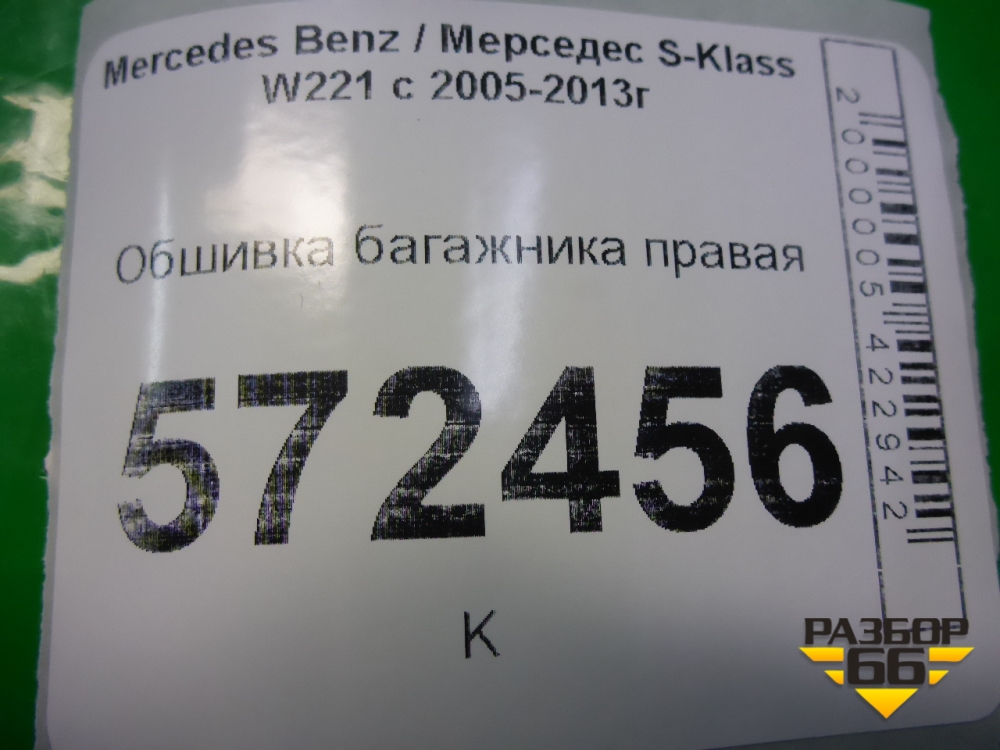 Mercedes Benz / Мерседес S-Klass
W221 с 2005-2013г
Обшивка багажника правая
572456
К
2000005422942
РАЗБОР
66